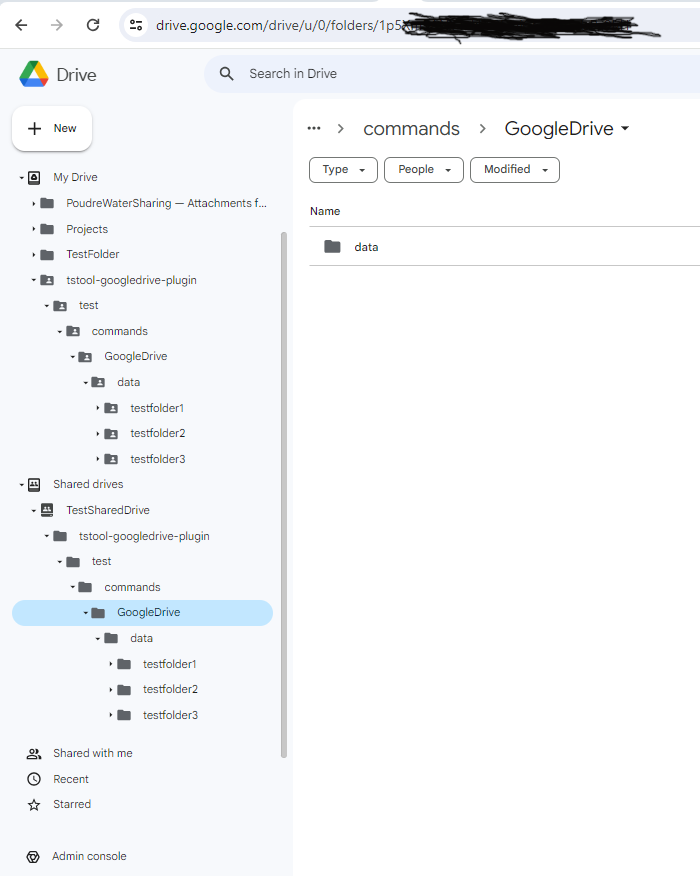 drive.google.com/drive/u/0/folders/1p5
Drive
Search in Drive
New
... > commands > GoogleDrive
Type
People
Modified
Name
data
My Drive
PoudreWaterSharing — Attachments f...
Projects
TestFolder
tstool-googledrive-plugin
test
commands
GoogleDrive
data
testfolder1
testfolder2
testfolder3
Shared drives
TestSharedDrive
tstool-googledrive-plugin
test
commands
GoogleDrive
data
testfolder1
testfolder2
testfolder3
Shared with me
Recent
Starred
Admin console